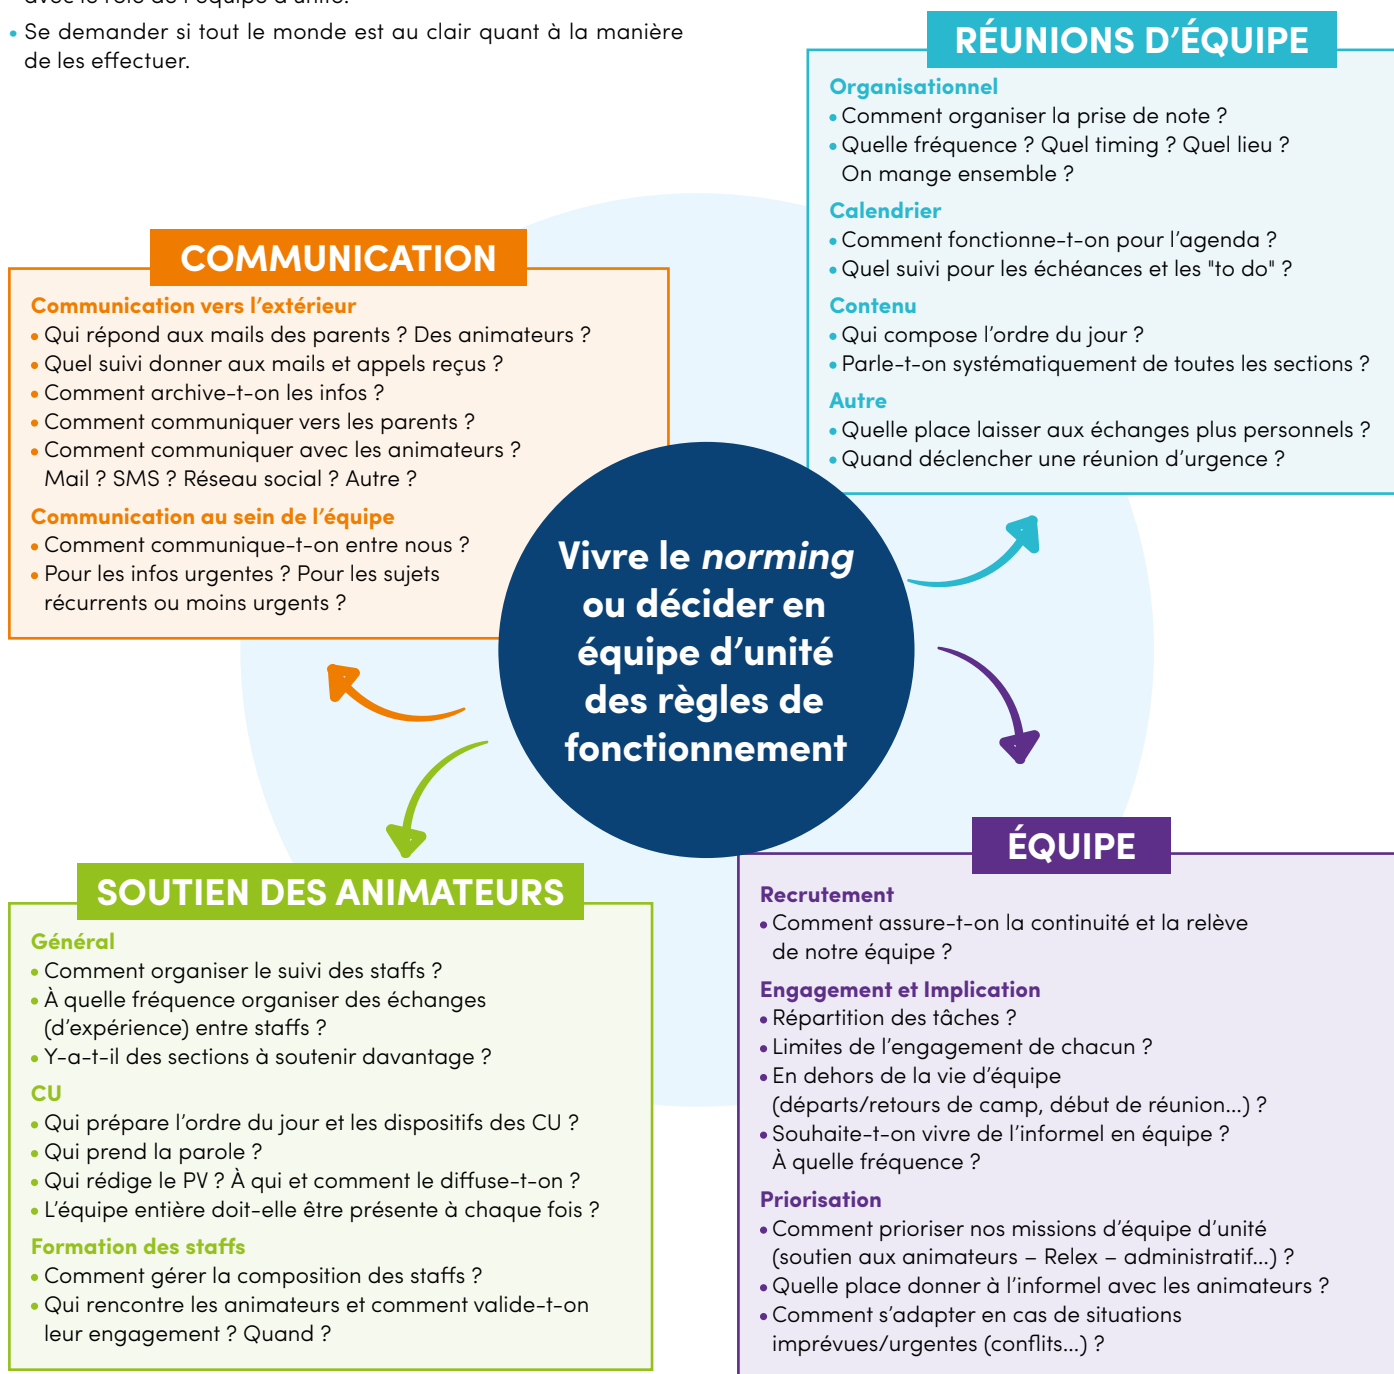 avec le rôle de l'équipe d'unité.
• Se demander si tout le monde est au clair quant à la manière
de les effectuer.
RÉUNIONS D'ÉQUIPE
Organisationnel
• Comment organiser la prise de note ?
• Quelle fréquence ? Quel timing ? Quel lieu ?
On mange ensemble ?
Calendrier
• Comment fonctionne-t-on pour l'agenda ?
• Quel suivi pour les échéances et les "to do" ?
Contenu
• Qui compose l'ordre du jour ?
• Parle-t-on systématiquement de toutes les sections ?
Autre
• Quelle place laisser aux échanges plus personnels ?
• Quand déclencher une réunion d'urgence ?
COMMUNICATION
Communication vers l'extérieur
• Qui répond aux mails des parents ? Des animateurs ?
• Quel suivi donner aux mails et appels reçus ?
• Comment archive-t-on les infos ?
• Comment communiquer vers les parents ?
• Comment communiquer avec les animateurs ?
Mail ? SMS ? Réseau social ? Autre ?
Communication au sein de l'équipe
• Comment communique-t-on entre nous ?
• Pour les infos urgentes ? Pour les sujets
récurrents ou moins urgents ?
Vivre le norming
ou décider en
équipe d'unité
des règles de
fonctionnement
SOUTIEN DES ANIMATEURS
Général
• Comment organiser le suivi des staffs ?
• À quelle fréquence organiser des échanges
(d'expérience) entre staffs ?
• Y-a-t-il des sections à soutenir davantage ?
CU
• Qui prépare l'ordre du jour et les dispositifs des CU ?
• Qui prend la parole ?
• Qui rédige le PV ? À qui et comment le diffuse-t-on ?
• L'équipe entière doit-elle être présente à chaque fois ?
Formation des staffs
• Comment gérer la composition des staffs ?
• Qui rencontre les animateurs et comment valide-t-on
leur engagement ? Quand ?
ÉQUIPE
Recrutement
• Comment assure-t-on la continuité et la relève
de notre équipe ?
Engagement et Implication
• Répartition des tâches ?
• Limites de l'engagement de chacun ?
• En dehors de la vie d'équipe
(départs/retours de camp, début de réunion...) ?
• Souhaite-t-on vivre de l'informel en équipe ?
À quelle fréquence ?
Priorisation
• Comment prioriser nos missions d'équipe d'unité
(soutien aux animateurs – Relex – administratif...) ?
• Quelle place donner à l'informel avec les animateurs ?
• Comment s'adapter en cas de situations
imprévues/urgentes (conflits...) ?